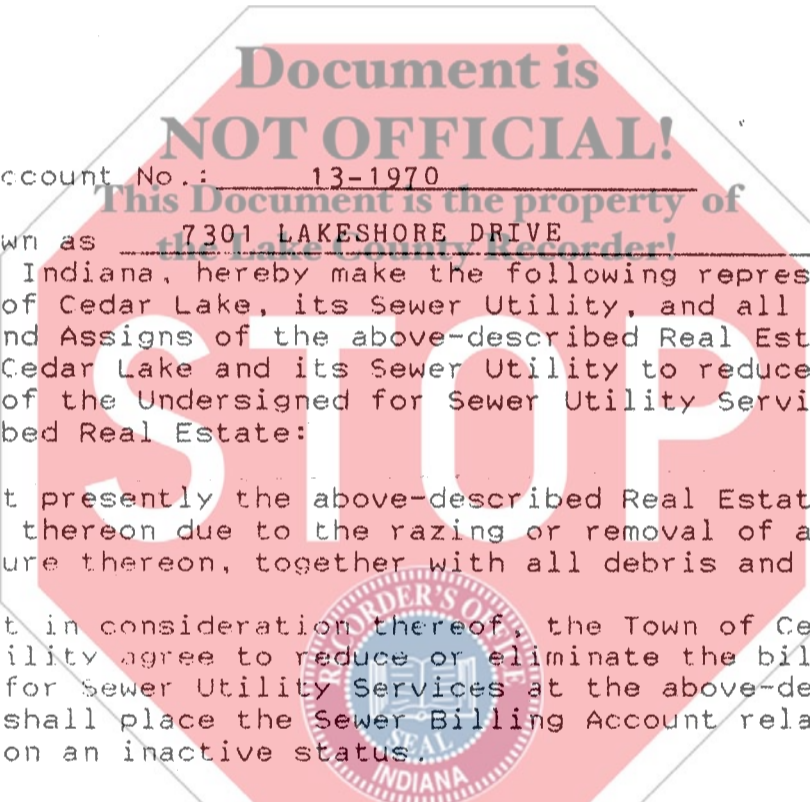 Document is
NOT OFFICIAL!
ccount No.: 13-1970
This Document is the property of
wn as 7301 LAKESHORE DRIVE
the Lake County Recorder!
Indiana, hereby make the following repres
of Cedar Lake, its Sewer Utility, and all
nd Assigns of the above-described Real Est
Cedar Lake and its Sewer Utility to reduce
of the Undersigned for Sewer Utility Servi
bed Real Estate:
STOP
t presently the above-described Real Estat
thereon due to the razing or removal of a
ure thereon, together with all debris and
t in consideration thereof, the Town of Ce
ility agree to reduce or eliminate the bil
for Sewer Utility Services at the above-de
shall place the Sewer Billing Account rela
on an inactive status.
RECORDER'S OFFICE
SEAL
INDIANA